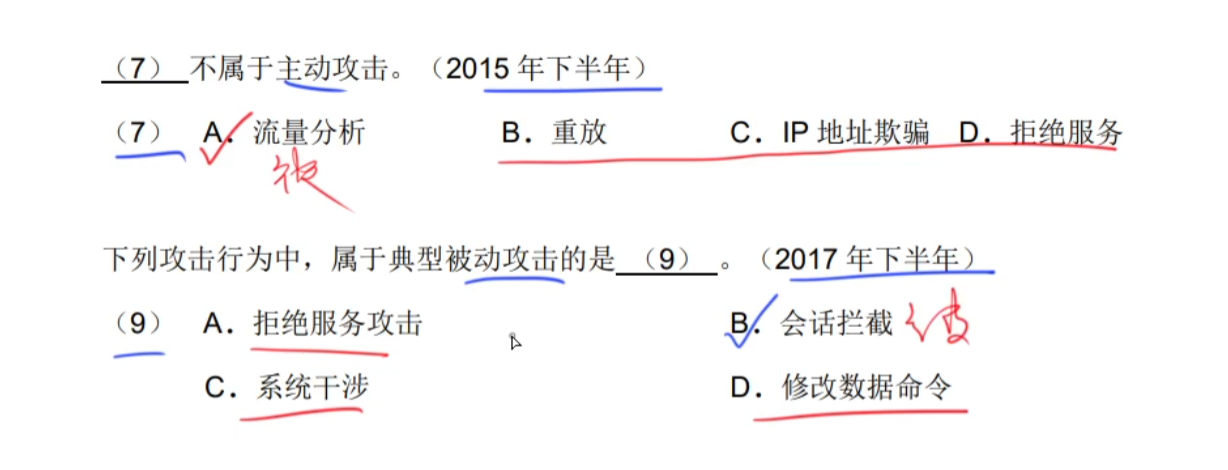 （7） 不属于主动攻击。（2015 年下半年）
（7） A．流量分析 B．重放 C．IP 地址欺骗 D．拒绝服务
被
下列攻击行为中，属于典型被动攻击的是 （9） 。（2017 年下半年）
（9） A．拒绝服务攻击 B．会话拦截 被
C．系统干涉 D．修改数据命令